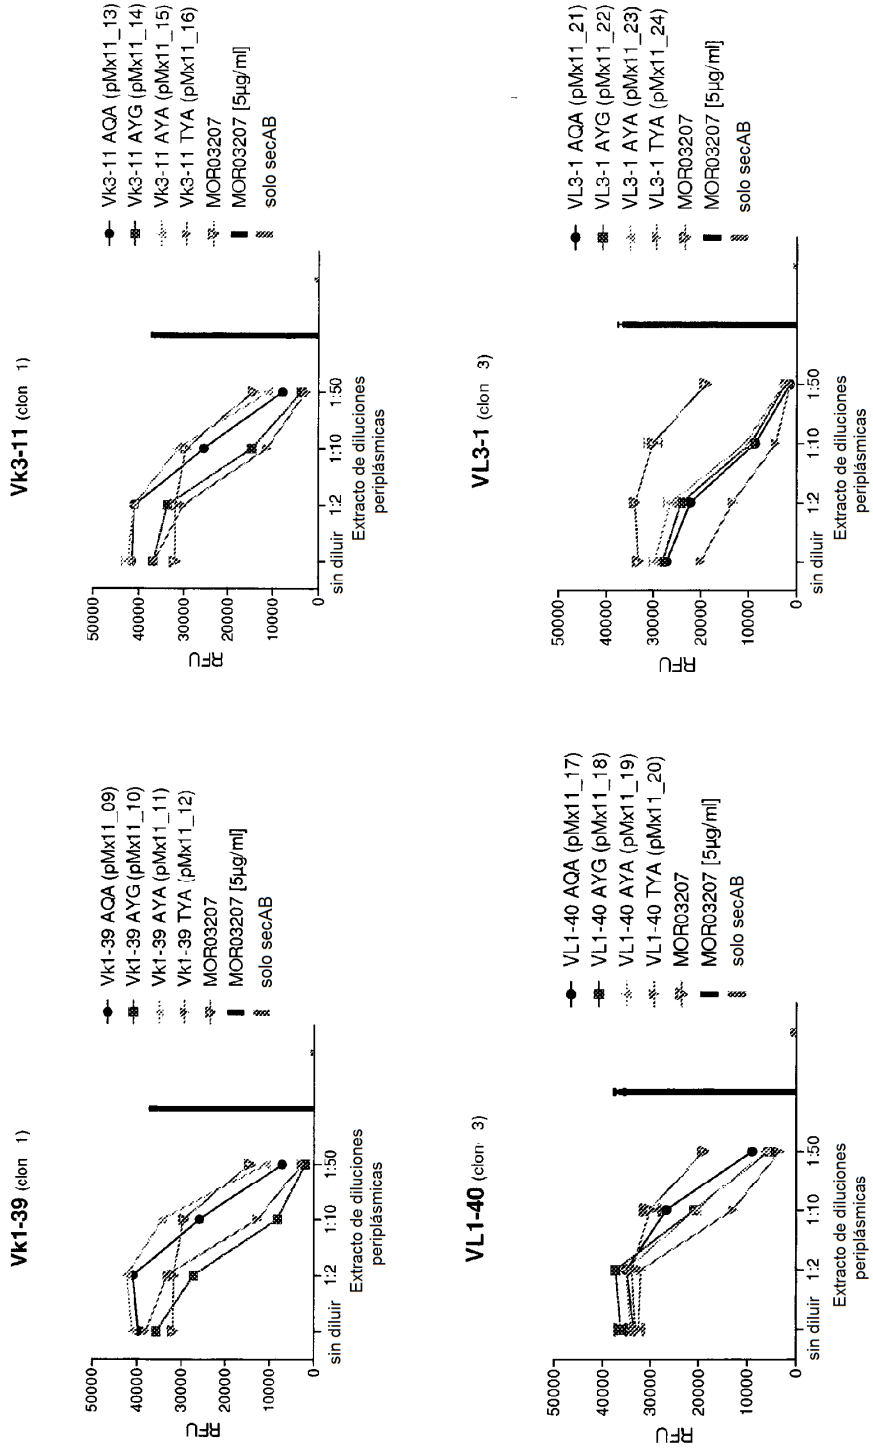 Vk1-39 (clon 1)
50000
40000
30000
20000
10000
0
RFU
sin diluir
1:2
1:10
1:50
Extracto de diluciones
periplásmicas
Vk1-39 AQA (pMx11_09)
Vk1-39 AYG (pMx11_10)
Vk1-39 AYA (pMx11_11)
Vk1-39 TYA (pMx11_12)
MOR03207
MOR03207 [5µg/ml]
solo secAB
Vk3-11 (clon 1)
50000
40000
30000
20000
10000
0
RFU
sin diluir
1:2
1:10
1:50
Extracto de diluciones
periplásmicas
Vk3-11 AQA (pMx11_13)
Vk3-11 AYG (pMx11_14)
Vk3-11 AYA (pMx11_15)
Vk3-11 TYA (pMx11_16)
MOR03207
MOR03207 [5µg/ml]
solo secAB
VL1-40 (clon 3)
50000
40000
30000
20000
10000
0
RFU
sin diluir
1:2
1:10
1:50
Extracto de diluciones
periplásmicas
VL1-40 AQA (pMx11_17)
VL1-40 AYG (pMx11_18)
VL1-40 AYA (pMx11_19)
VL1-40 TYA (pMx11_20)
MOR03207
MOR03207 [5µg/ml]
solo secAB
VL3-1 (clon 3)
50000
40000
30000
20000
10000
0
RFU
sin diluir
1:2
1:10
1:50
Extracto de diluciones
periplásmicas
VL3-1 AQA (pMx11_21)
VL3-1 AYG (pMx11_22)
VL3-1 AYA (pMx11_23)
VL3-1 TYA (pMx11_24)
MOR03207
MOR03207 [5µg/ml]
solo secAB